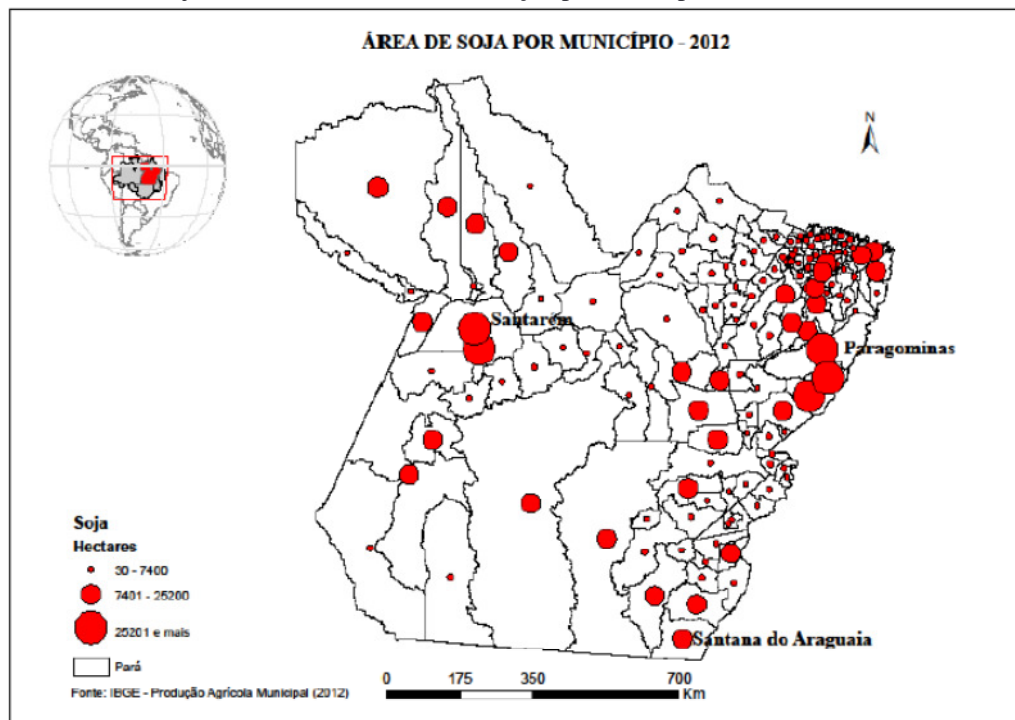 ÁREA DE SOJA POR MUNICÍPIO - 2012
N
Santarém
Paragominas
Soja
Hectares
30 - 7400
7401 - 25200
25201 e mais
Pará
Santana do Araguaia
Fonte: IBGE - Produção Agrícola Municipal (2012)
0 175 350 700
Km